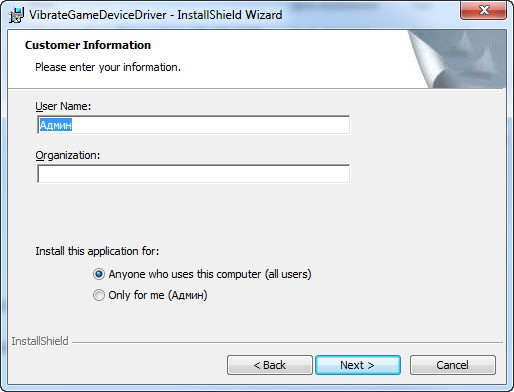 VibrateGameDeviceDriver - InstallShield Wizard
Customer Information
Please enter your information.
User Name:
Админ
Organization:
Install this application for:
Anyone who uses this computer (all users)
Only for me (Админ)
InstallShield
< Back Next > Cancel